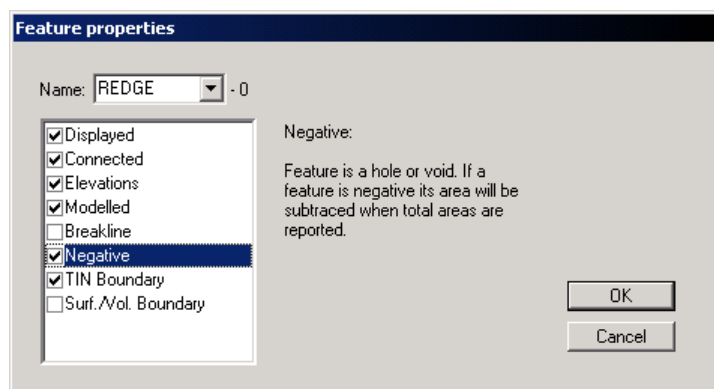 Feature properties
Name: REDGE - 0
Displayed
Connected
Elevations
Modelled
Breakline
Negative
TIN Boundary
Surf./Vol. Boundary
Negative:
Feature is a hole or void. If a
feature is negative its area will be
subtraced when total areas are
reported.
OK
Cancel